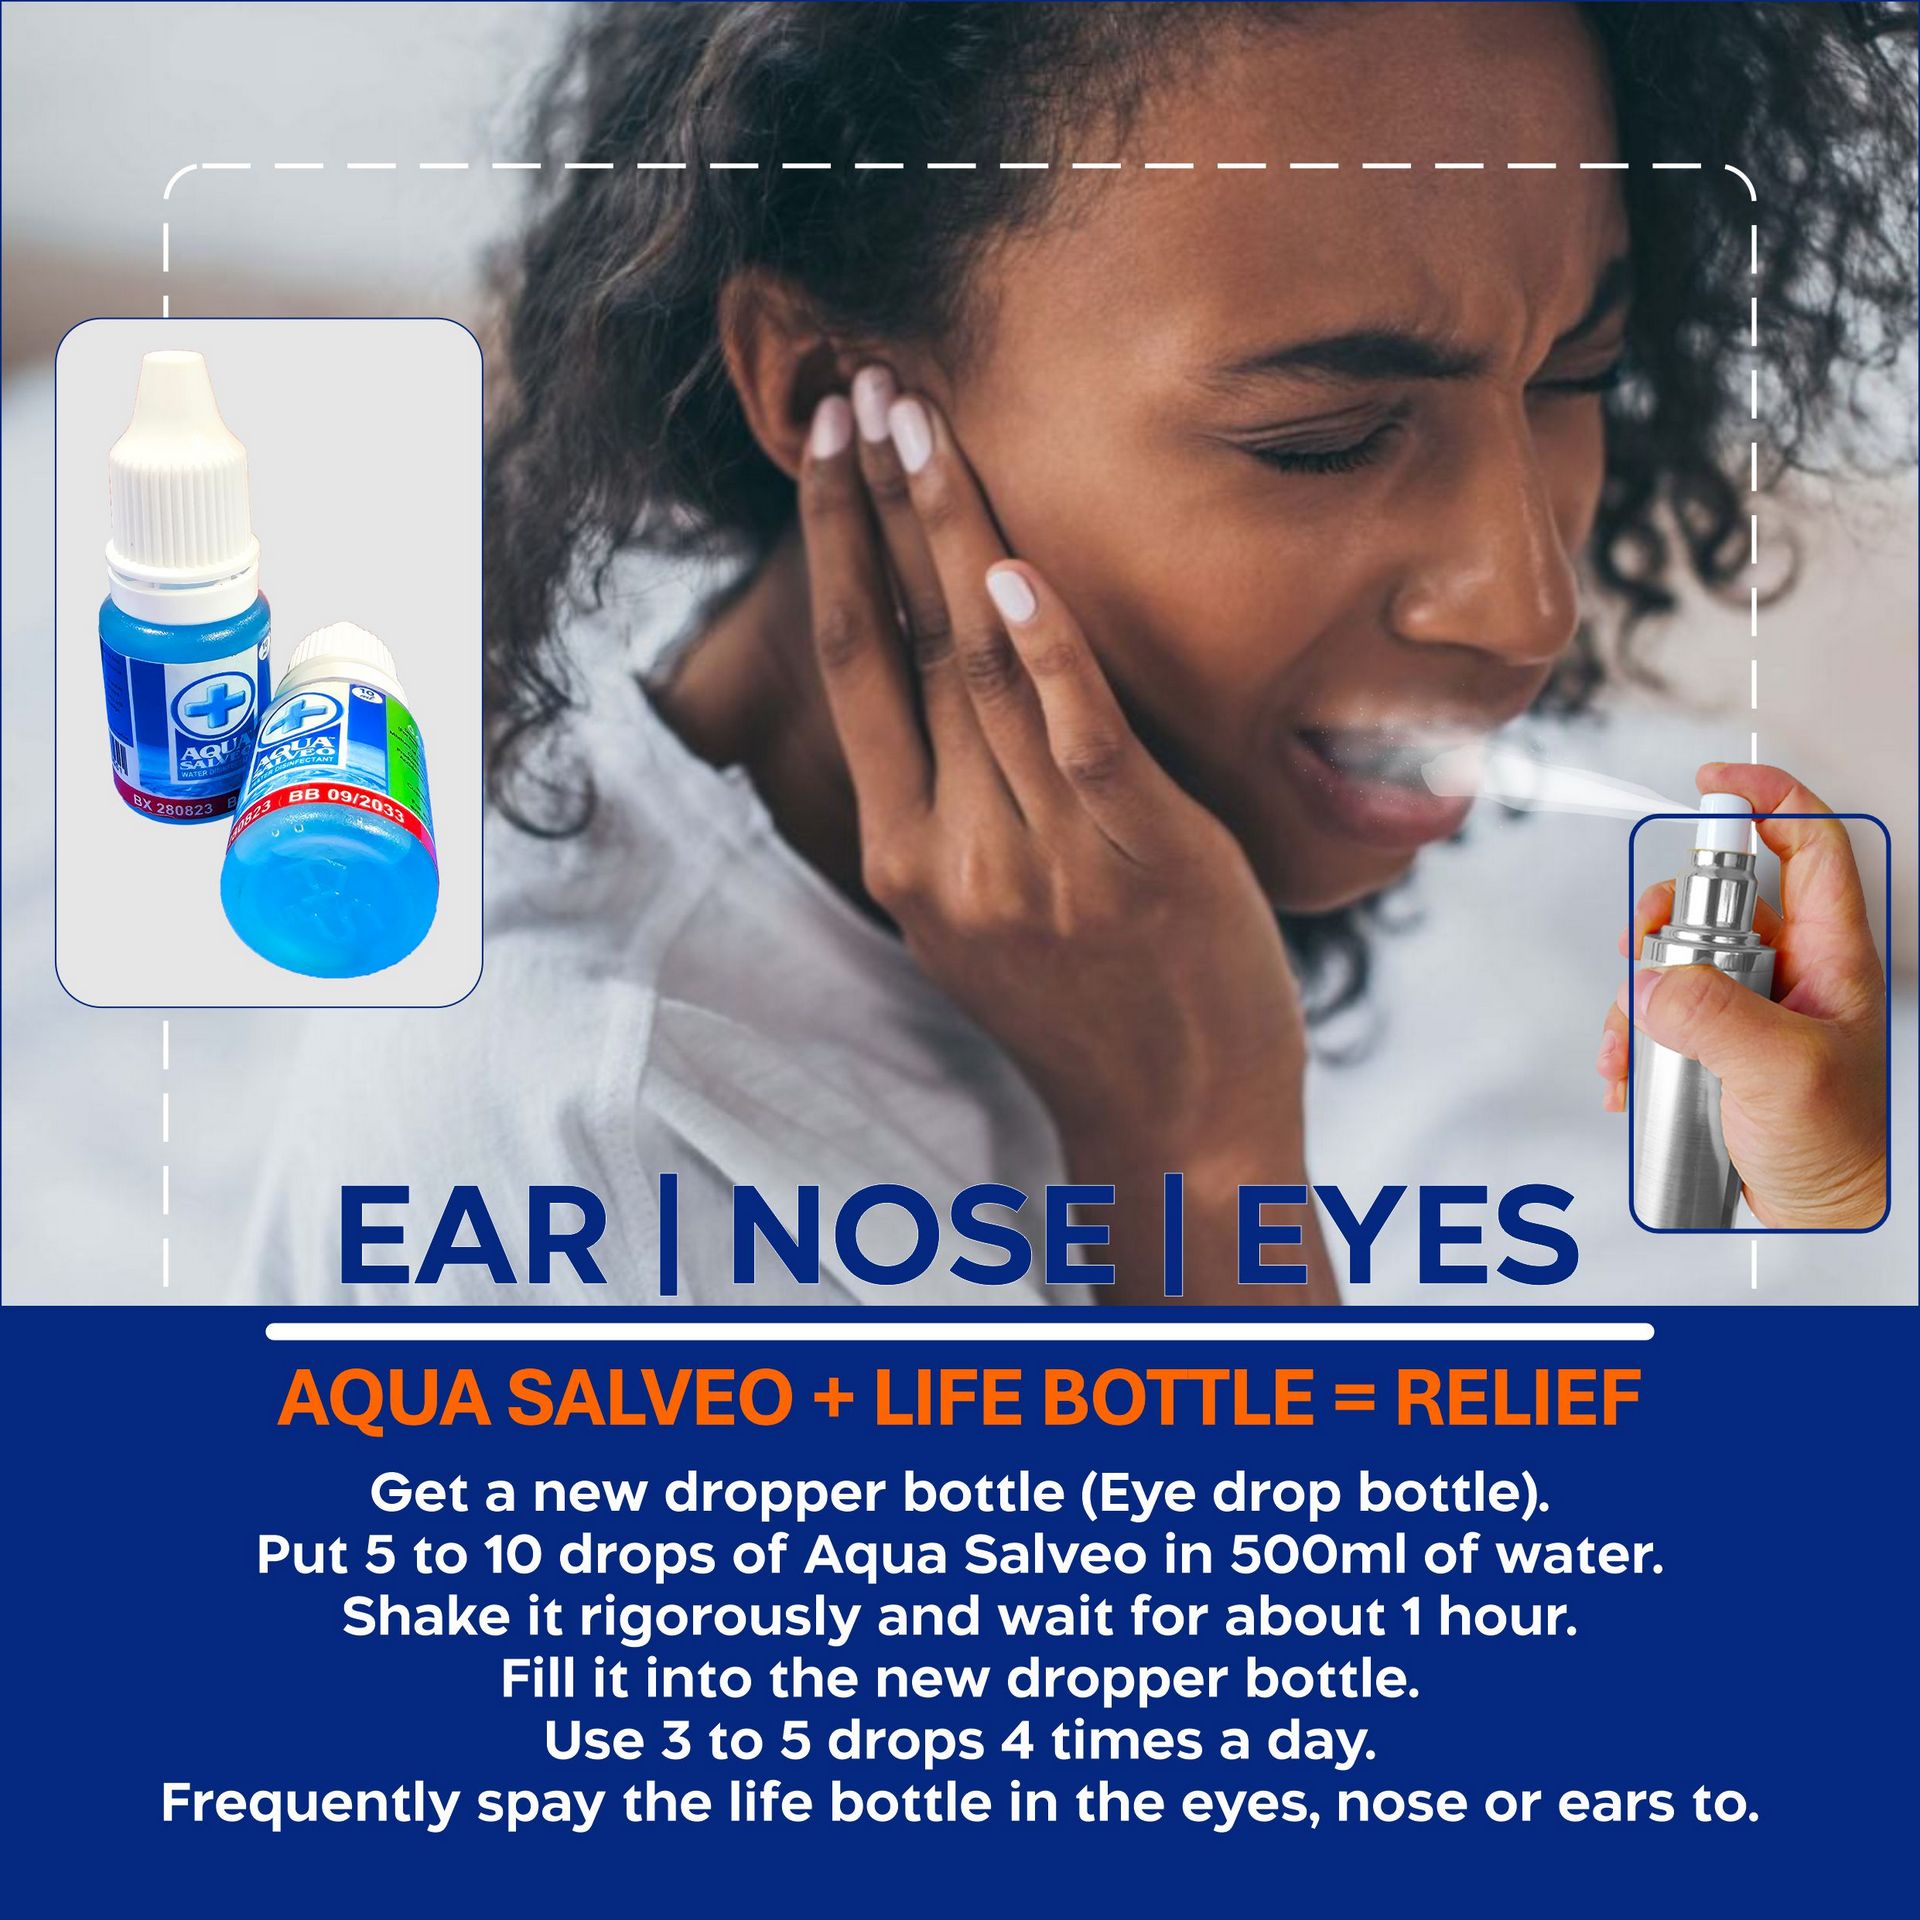 10
AQUA
SALVEO
WATER DISINFECTANT
BX 280823
BB 09/2033
EAR | NOSE | EYES
AQUA SALVEO + LIFE BOTTLE = RELIEF
Get a new dropper bottle (Eye drop bottle).
Put 5 to 10 drops of Aqua Salveo in 500ml of water.
Shake it rigorously and wait for about 1 hour.
Fill it into the new dropper bottle.
Use 3 to 5 drops 4 times a day.
Frequently spay the life bottle in the eyes, nose or ears to.